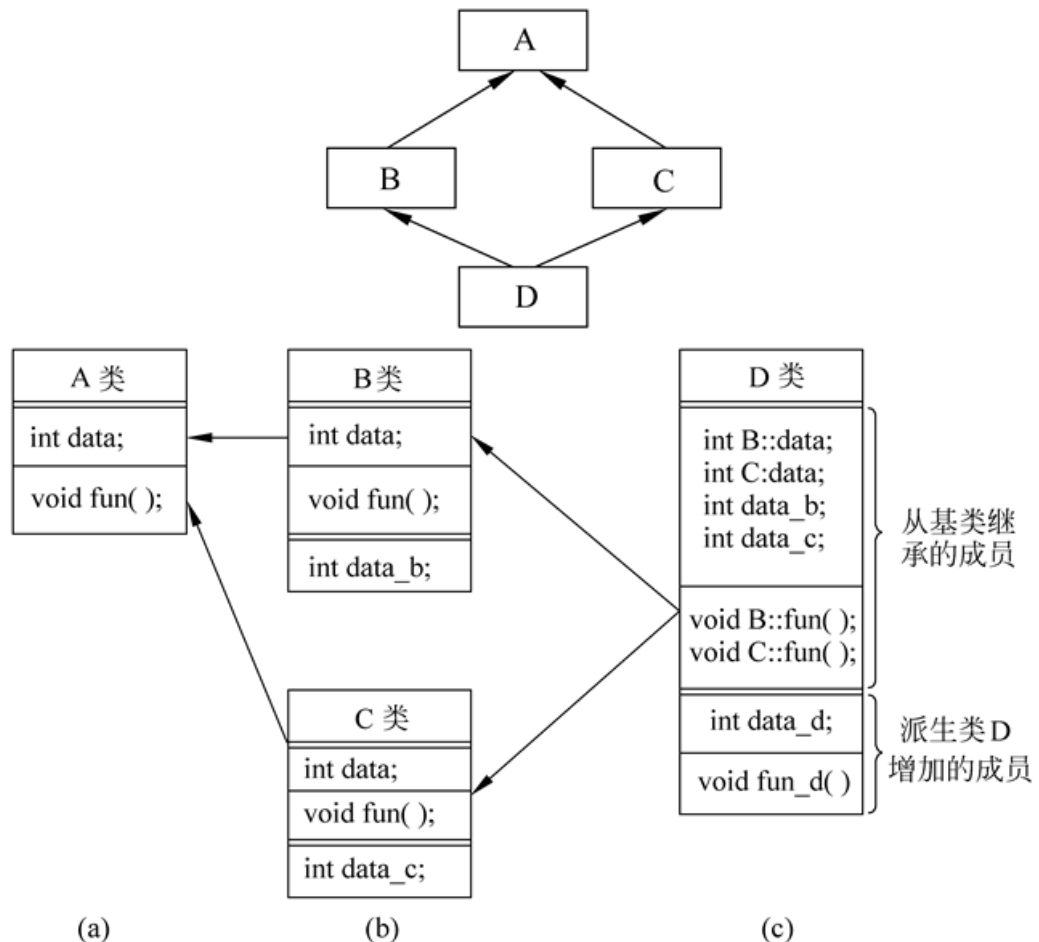 A
B
C
D
A 类
int data;
void fun( );
B类
int data;
void fun( );
int data_b;
C 类
int data;
void fun( );
int data_c;
D 类
int B::data;
int C:data;
int data_b;
int data_c;
void B::fun( );
void C::fun( );
int data_d;
void fun_d( )
从基类继
承的成员
派生类D
增加的成员
(a)
(b)
(c)